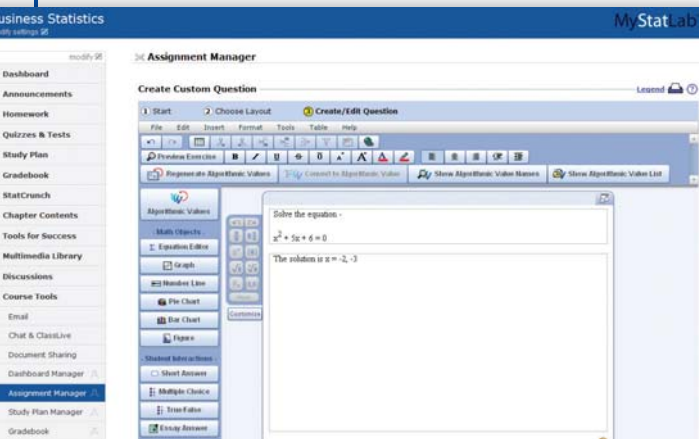 usiness Statistics
MyStatLab
dify settings
modify
Assignment Manager
Dashboard
Announcements
Homework
Quizzes & Tests
Study Plan
Gradebook
StatCrunch
Chapter Contents
Tools for Success
Multimedia Library
Discussions
Course Tools
Email
Chat & ClassLive
Document Sharing
Dashboard Manager
Assignment Manager
Study Plan Manager
Gradebook
Create Custom Question
Legend
1 Start 2 Choose Layout 3 Create/Edit Question
File Edit Insert Format Tools Table Help
Preview Exercise B I U
Regenerate Algorithmic Values Convert to Algorithmic Value Show Algorithmic Value Names Show Algorithmic Value List
Algorithmic Values
- Math Objects -
Σ Equation Editor
Graph
Number Line
Pie Chart
Bar Chart
Figure
- Student Interactions -
Short Answer
Multiple Choice
True/False
Essay Answer
More
Customize
Solve the equation -
x² + 5x + 6 = 0
The solution is x = -2, -3